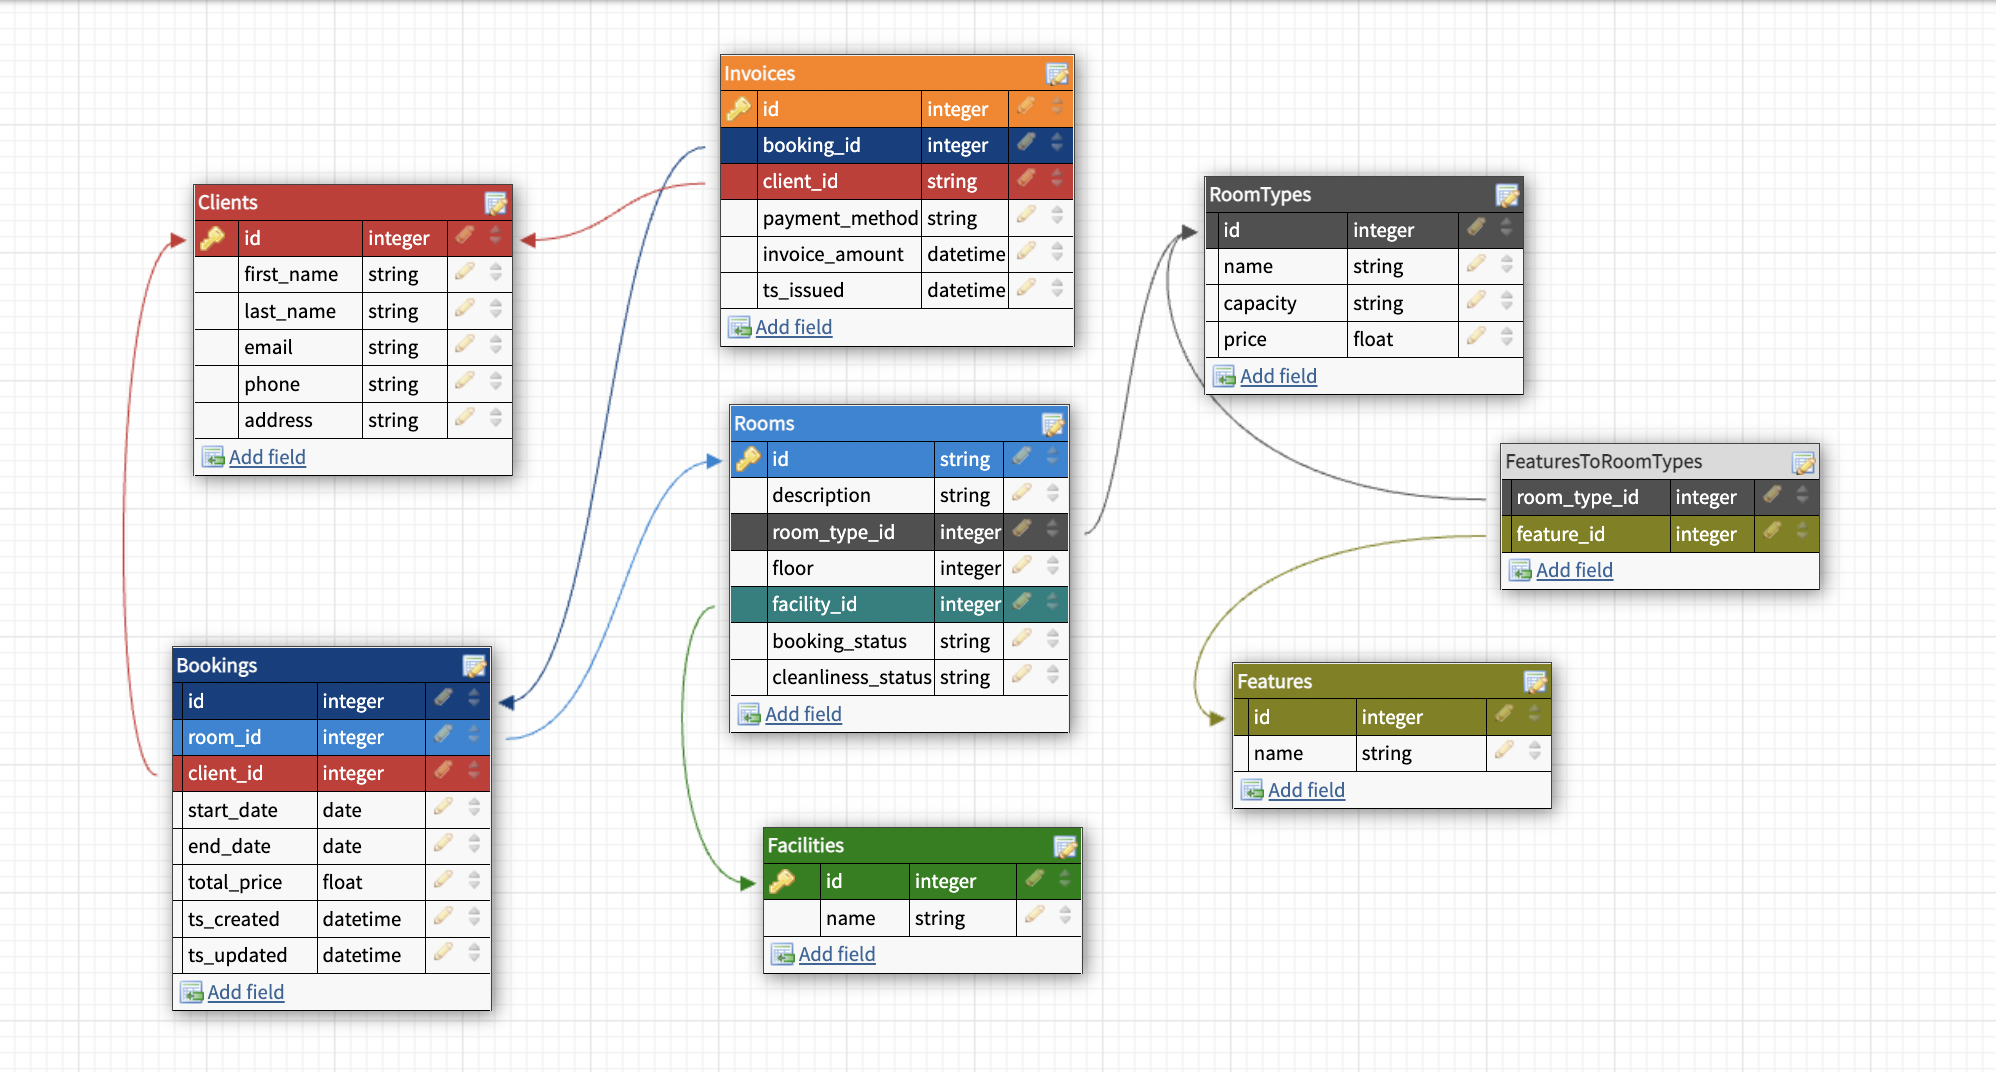 Invoices
id integer
booking_id integer
client_id string
payment_method string
invoice_amount datetime
ts_issued datetime
Add field
Clients
id integer
first_name string
last_name string
email string
phone string
address string
Add field
RoomTypes
id integer
name string
capacity string
price float
Add field
Rooms
id string
description string
room_type_id integer
floor integer
facility_id integer
booking_status string
cleanliness_status string
Add field
FeaturesToRoomTypes
room_type_id integer
feature_id integer
Add field
Bookings
id integer
room_id integer
client_id integer
start_date date
end_date date
total_price float
ts_created datetime
ts_updated datetime
Add field
Features
id integer
name string
Add field
Facilities
id integer
name string
Add field